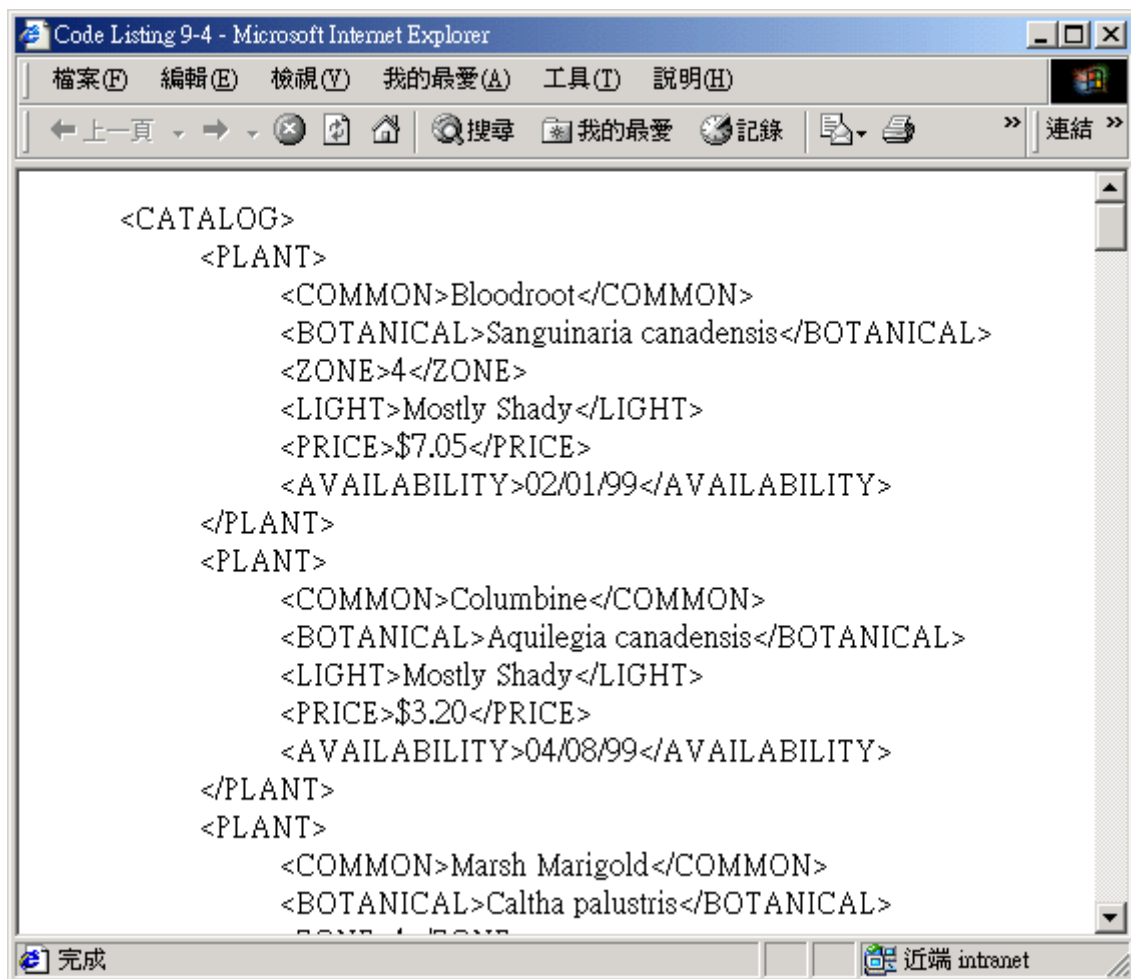 Code Listing 9-4 - Microsoft Internet Explorer
檔案(F) 編輯(E) 檢視(V) 我的最愛(A) 工具(T) 說明(H)
上一頁 搜尋 我的最愛 記錄 » 連結 »
<CATALOG>
<PLANT>
<COMMON>Bloodroot</COMMON>
<BOTANICAL>Sanguinaria canadensis</BOTANICAL>
<ZONE>4</ZONE>
<LIGHT>Mostly Shady</LIGHT>
<PRICE>$7.05</PRICE>
<AVAILABILITY>02/01/99</AVAILABILITY>
</PLANT>
<PLANT>
<COMMON>Columbine</COMMON>
<BOTANICAL>Aquilegia canadensis</BOTANICAL>
<LIGHT>Mostly Shady</LIGHT>
<PRICE>$3.20</PRICE>
<AVAILABILITY>04/08/99</AVAILABILITY>
</PLANT>
<PLANT>
<COMMON>Marsh Marigold</COMMON>
<BOTANICAL>Caltha palustris</BOTANICAL>
完成 近端 intranet